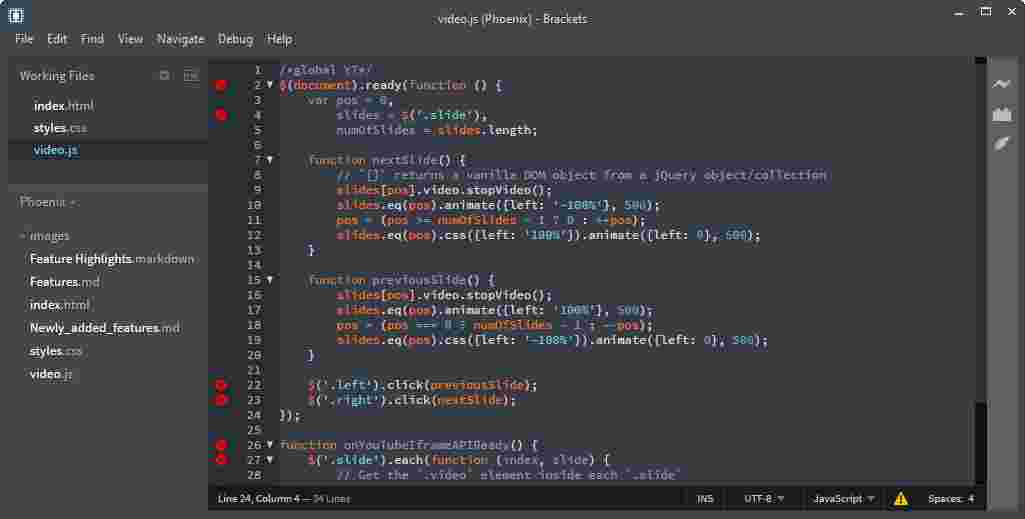 video.js (Phoenix) - Brackets
File Edit Find View Navigate Debug Help
Working Files
index.html
styles.css
video.js
Phoenix
images
Feature Highlights.markdown
Features.md
index.html
Newly_added_features.md
styles.css
video.js
1 /*global YT*/
2 $(document).ready(function () {
3 var pos = 0,
4 slides = $('.slide'),
5 numOfSlides = slides.length;
6
7 function nextSlide() {
8 // `[]` returns a vanilla DOM object from a jQuery object/collection
9 slides[pos].video.stopVideo();
10 slides.eq(pos).animate({left: '-100%'}, 500);
11 pos = (pos >= numOfSlides - 1 ? 0 : ++pos);
12 slides.eq(pos).css({left: '100%'}).animate({left: 0}, 500);
13 }
14
15 function previousSlide() {
16 slides[pos].video.stopVideo();
17 slides.eq(pos).animate({left: '100%'}, 500);
18 pos = (pos === 0 ? numOfSlides - 1 : --pos);
19 slides.eq(pos).css({left: '-100%'}).animate({left: 0}, 500);
20 }
21
22 $('.left').click(previousSlide);
23 $('.right').click(nextSlide);
24 });
25
26 function onYouTubeIframeAPIReady() {
27 $('.slide').each(function (index, slide) {
28 // Get the `.video` element inside each `.slide`
Line 24, Column 4 — 34 Lines INS UTF-8 JavaScript Spaces: 4